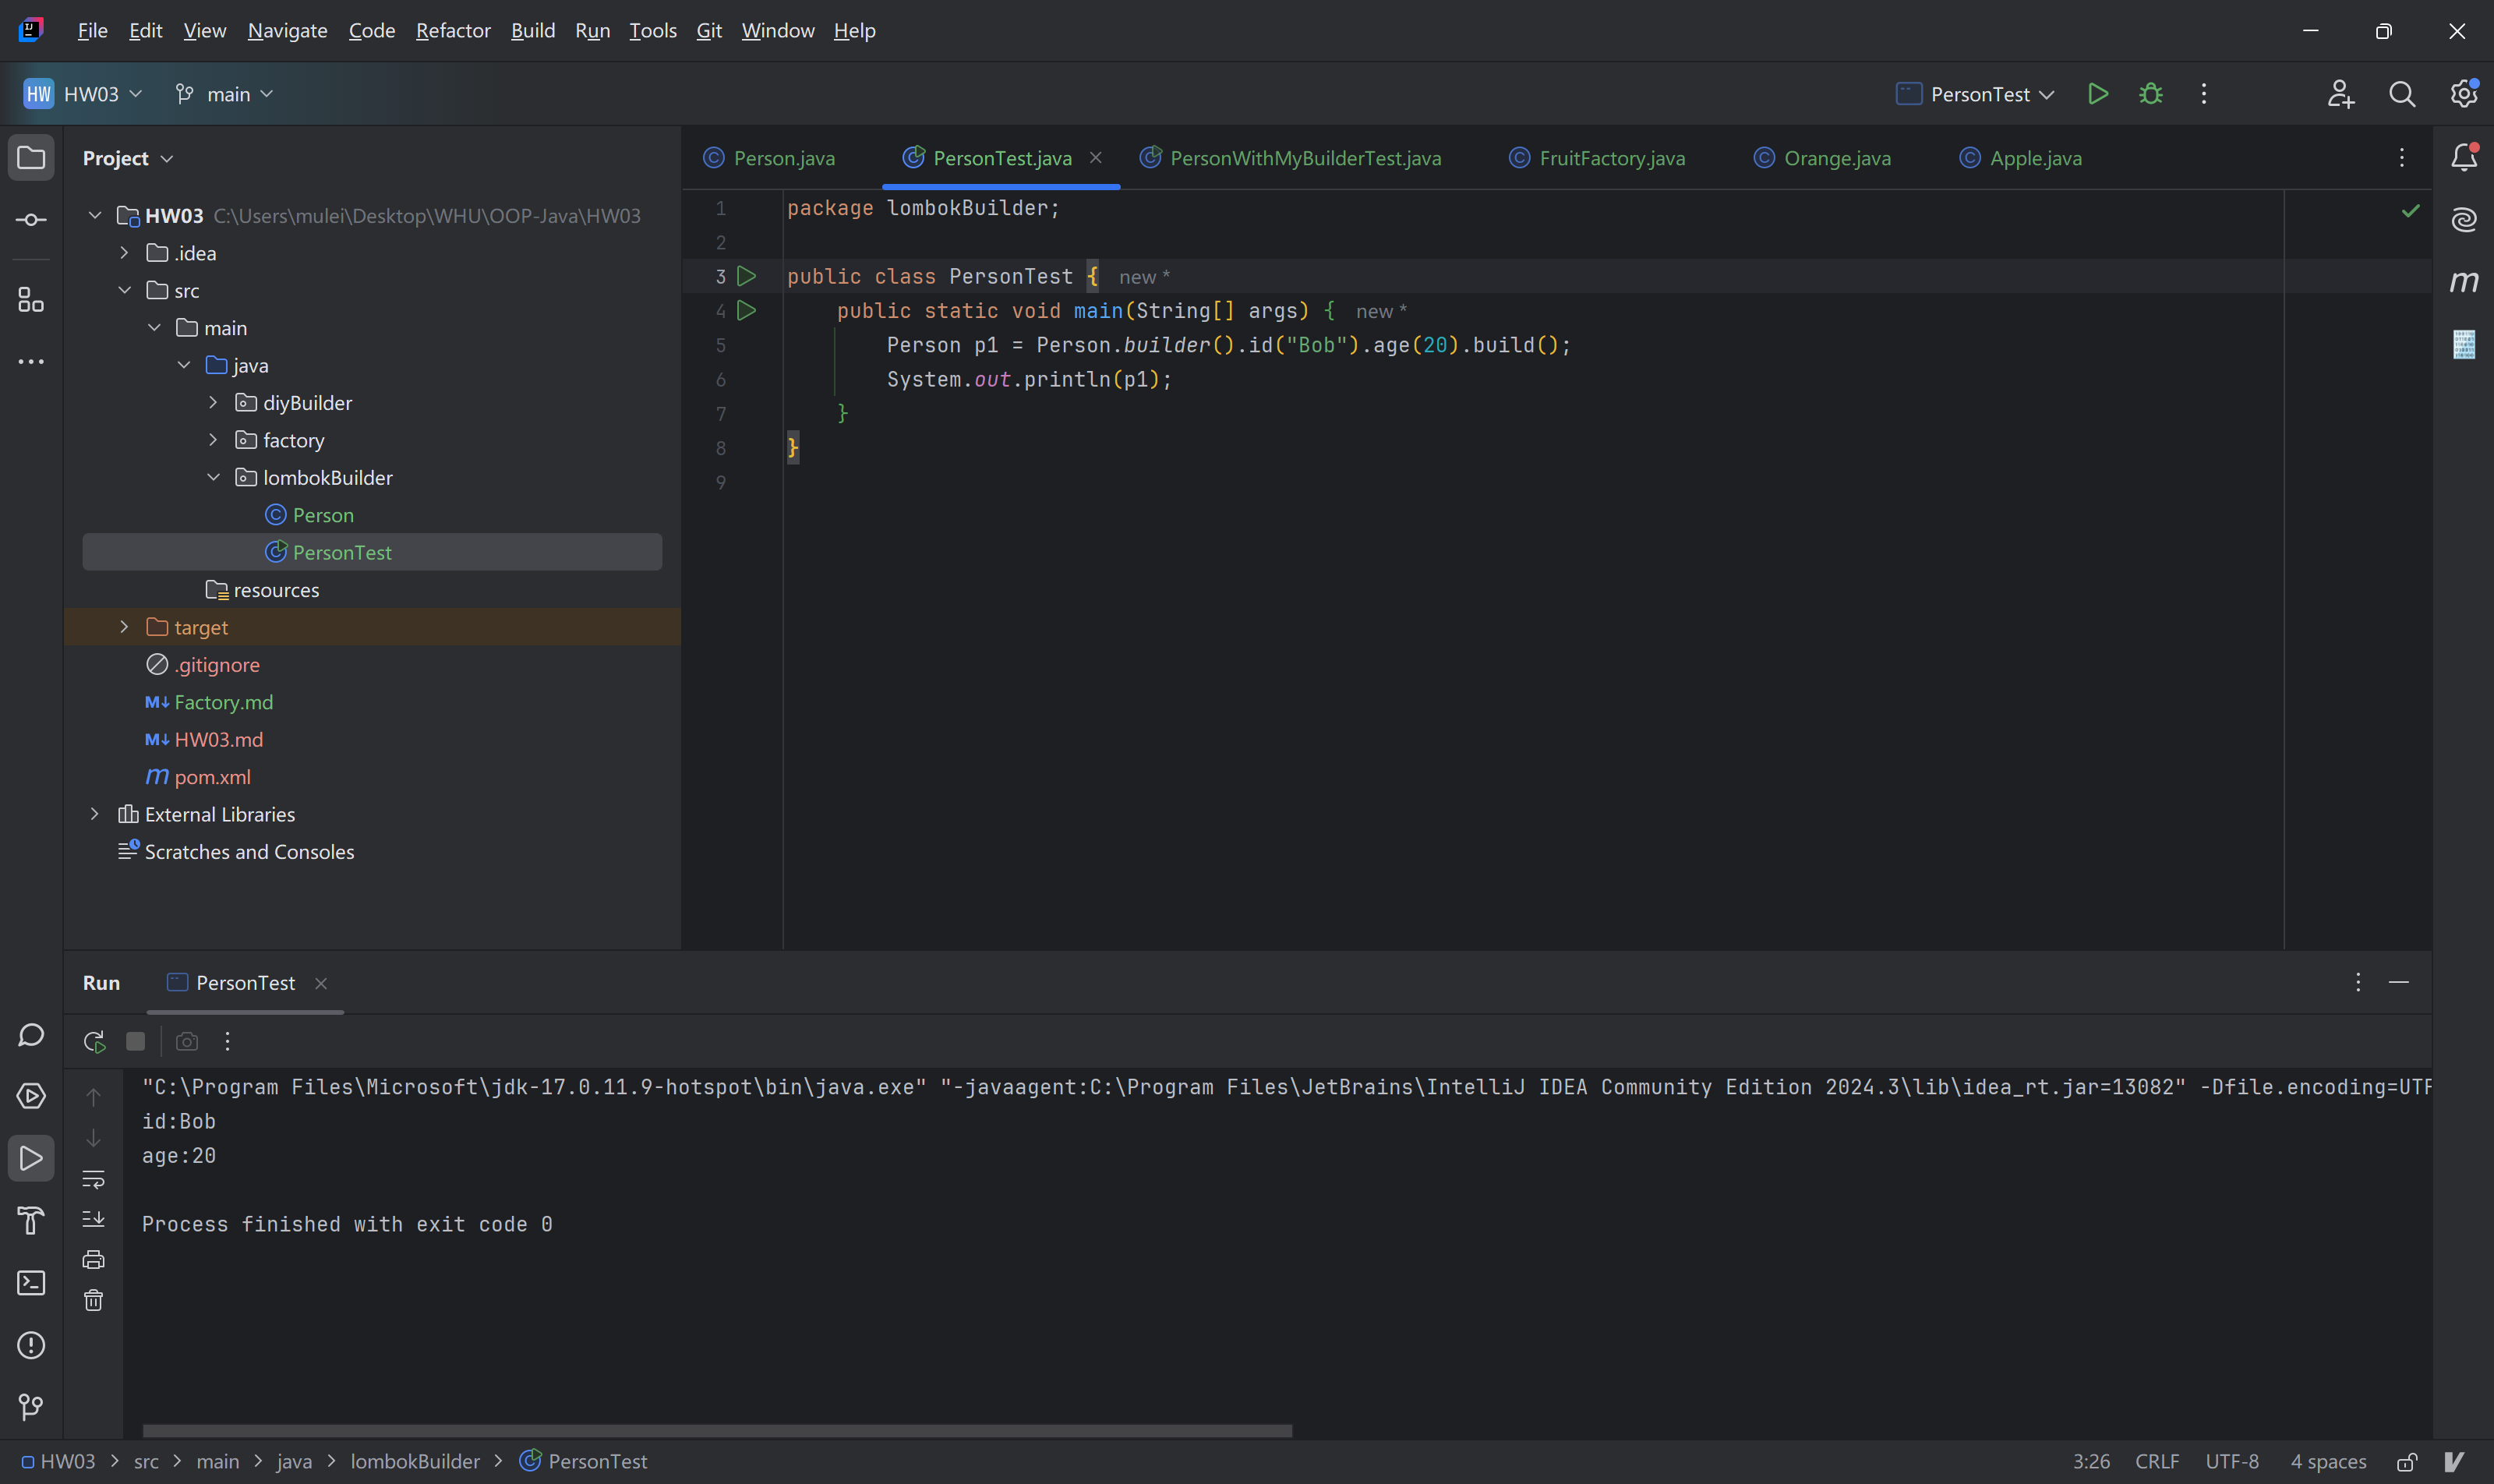 File Edit View Navigate Code Refactor Build Run Tools Git Window Help
HW HW03 main PersonTest
Project
Person.java PersonTest.java PersonWithMyBuilderTest.java FruitFactory.java Orange.java Apple.java
HW03 C:\Users\mulei\Desktop\WHU\OOP-Java\HW03
.idea
src
main
java
diyBuilder
factory
lombokBuilder
Person
PersonTest
resources
target
.gitignore
M↓ Factory.md
M↓ HW03.md
m pom.xml
External Libraries
Scratches and Consoles
1 package lombokBuilder;
2
3 public class PersonTest { new *
4 public static void main(String[] args) { new *
5 Person p1 = Person.builder().id("Bob").age(20).build();
6 System.out.println(p1);
7 }
8 }
9
Run PersonTest
"C:\Program Files\Microsoft\jdk-17.0.11.9-hotspot\bin\java.exe" "-javaagent:C:\Program Files\JetBrains\IntelliJ IDEA Community Edition 2024.3\lib\idea_rt.jar=13082" -Dfile.encoding=UTF
id:Bob
age:20
Process finished with exit code 0
HW03 > src > main > java > lombokBuilder > PersonTest 3:26 CRLF UTF-8 4 spaces